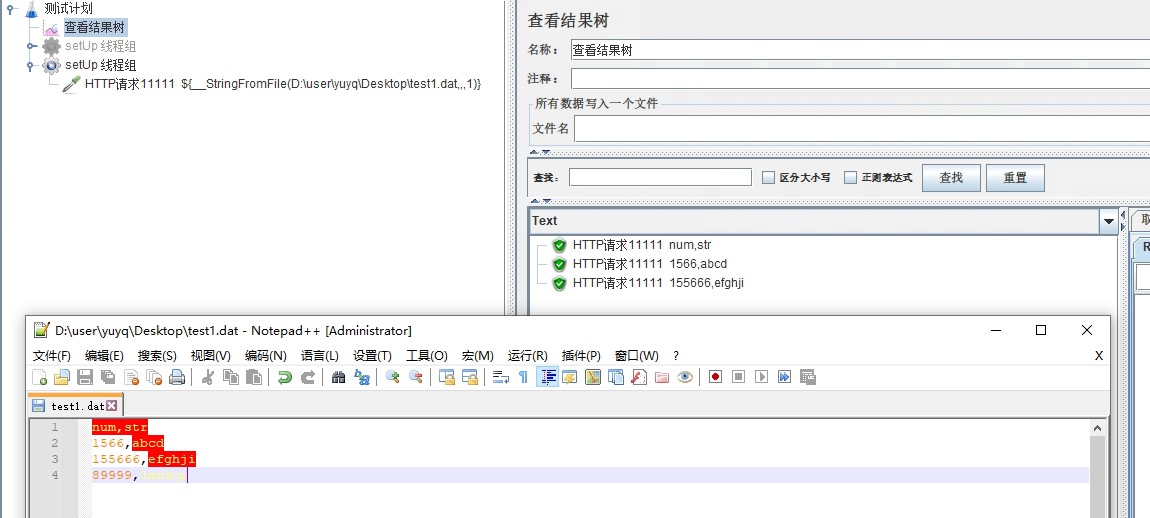 测试计划
查看结果树
setUp 线程组
setUp 线程组
HTTP请求11111 ${__StringFromFile(D:\user\yuyq\Desktop\test1.dat,,,1)}
查看结果树
名称： 查看结果树
注释：
所有数据写入一个文件
文件名
查找： 区分大小写 正则表达式 查找 重置
Text
HTTP请求11111 num,str
HTTP请求11111 1566,abcd
HTTP请求11111 155666,efghji
D:\user\yuyq\Desktop\test1.dat - Notepad++ [Administrator]
文件(F) 编辑(E) 搜索(S) 视图(V) 编码(N) 语言(L) 设置(T) 工具(O) 宏(M) 运行(R) 插件(P) 窗口(W) ? X
test1.dat
1 num,str
2 1566,abcd
3 155666,efghji
4 89999,